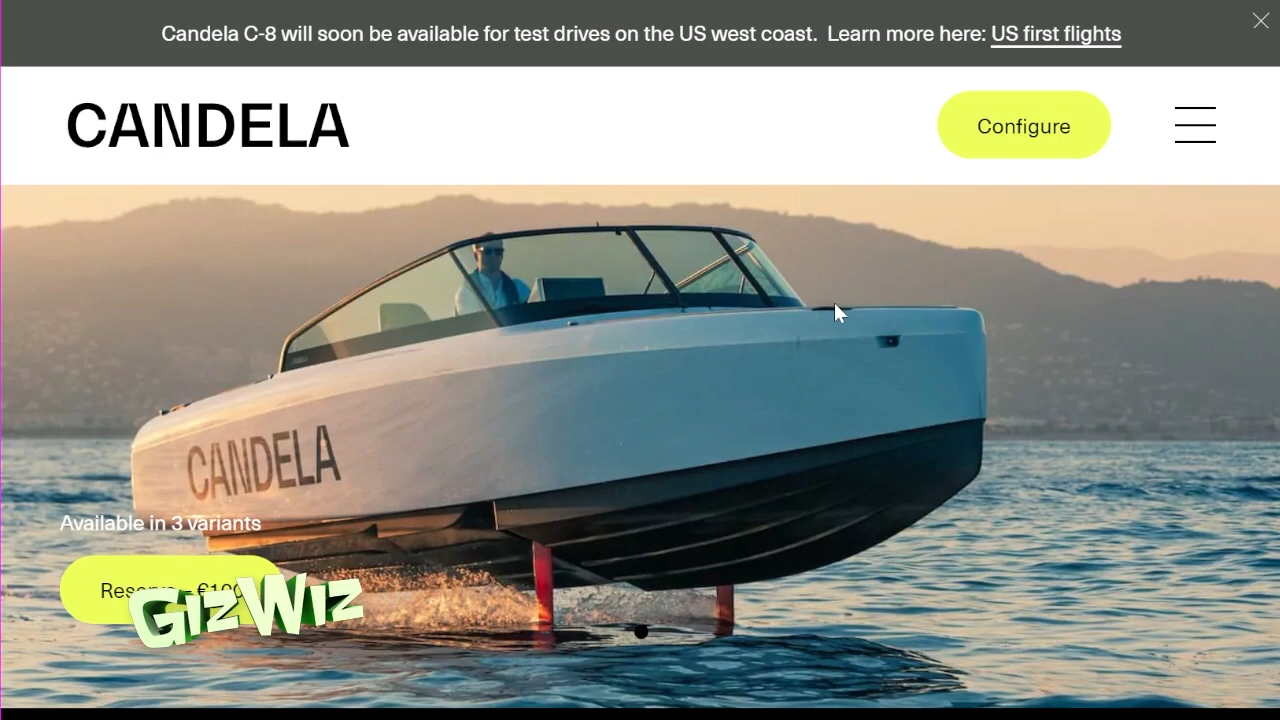 Candela C-8 will soon be available for test drives on the US west coast. Learn more here: US first flights
CANDELA
Configure
CANDELA
Available in 3 variants
GizWiz